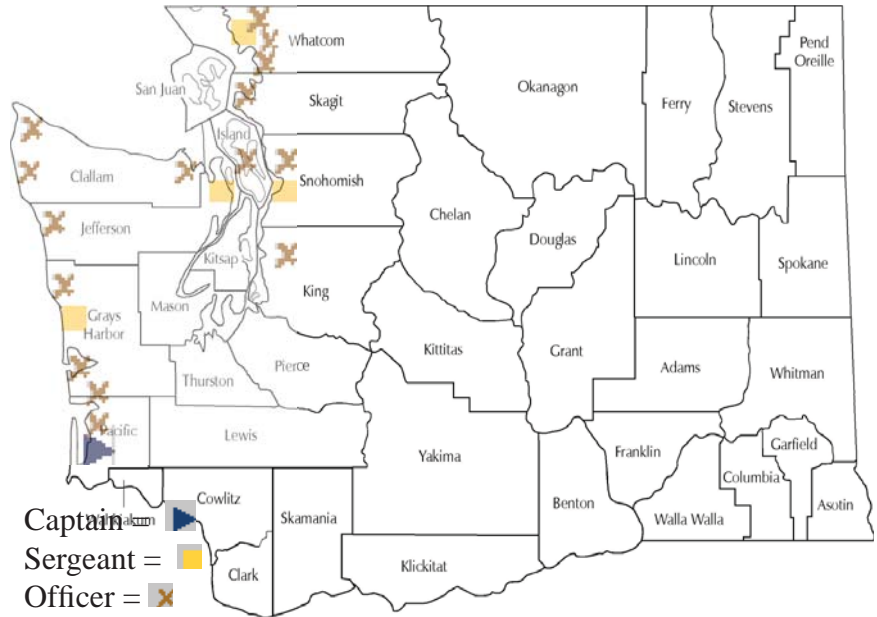 Whatcom
Pend
Oreille
San Juan
Skagit
Okanagon
Ferry
Stevens
Island
Clallam
Snohomish
Chelan
Jefferson
Douglas
Kitsap
Lincoln
Spokane
King
Mason
Grays
Harbor
Kittitas
Grant
Pierce
Adams
Whitman
Thurston
Pacific
Lewis
Yakima
Franklin
Garfield
Columbia
Cowlitz
Benton
Asotin
Wahkiakum
Skamania
Walla Walla
Clark
Klickitat
Captain =
Sergeant =
Officer =